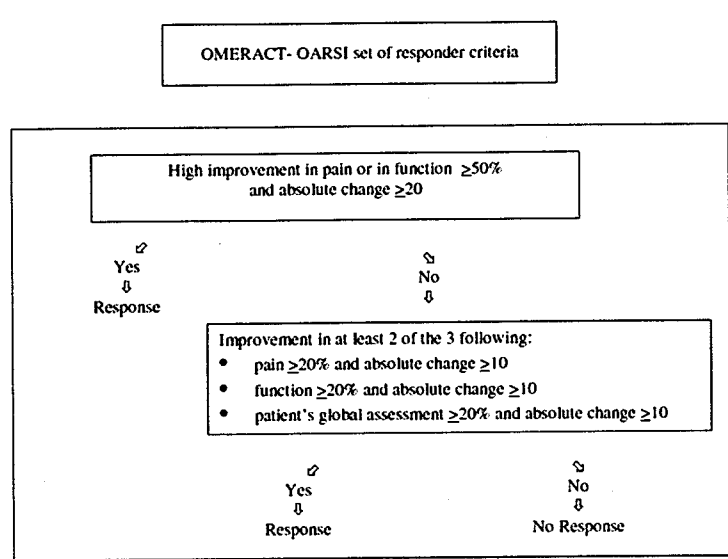 OMERACT- OARSI set of responder criteria
High improvement in pain or in function ≥50%
and absolute change ≥20
Yes
No
Response
Improvement in at least 2 of the 3 following:
• pain ≥20% and absolute change ≥10
• function ≥20% and absolute change ≥10
• patient's global assessment ≥20% and absolute change ≥10
Yes
No
Response
No Response